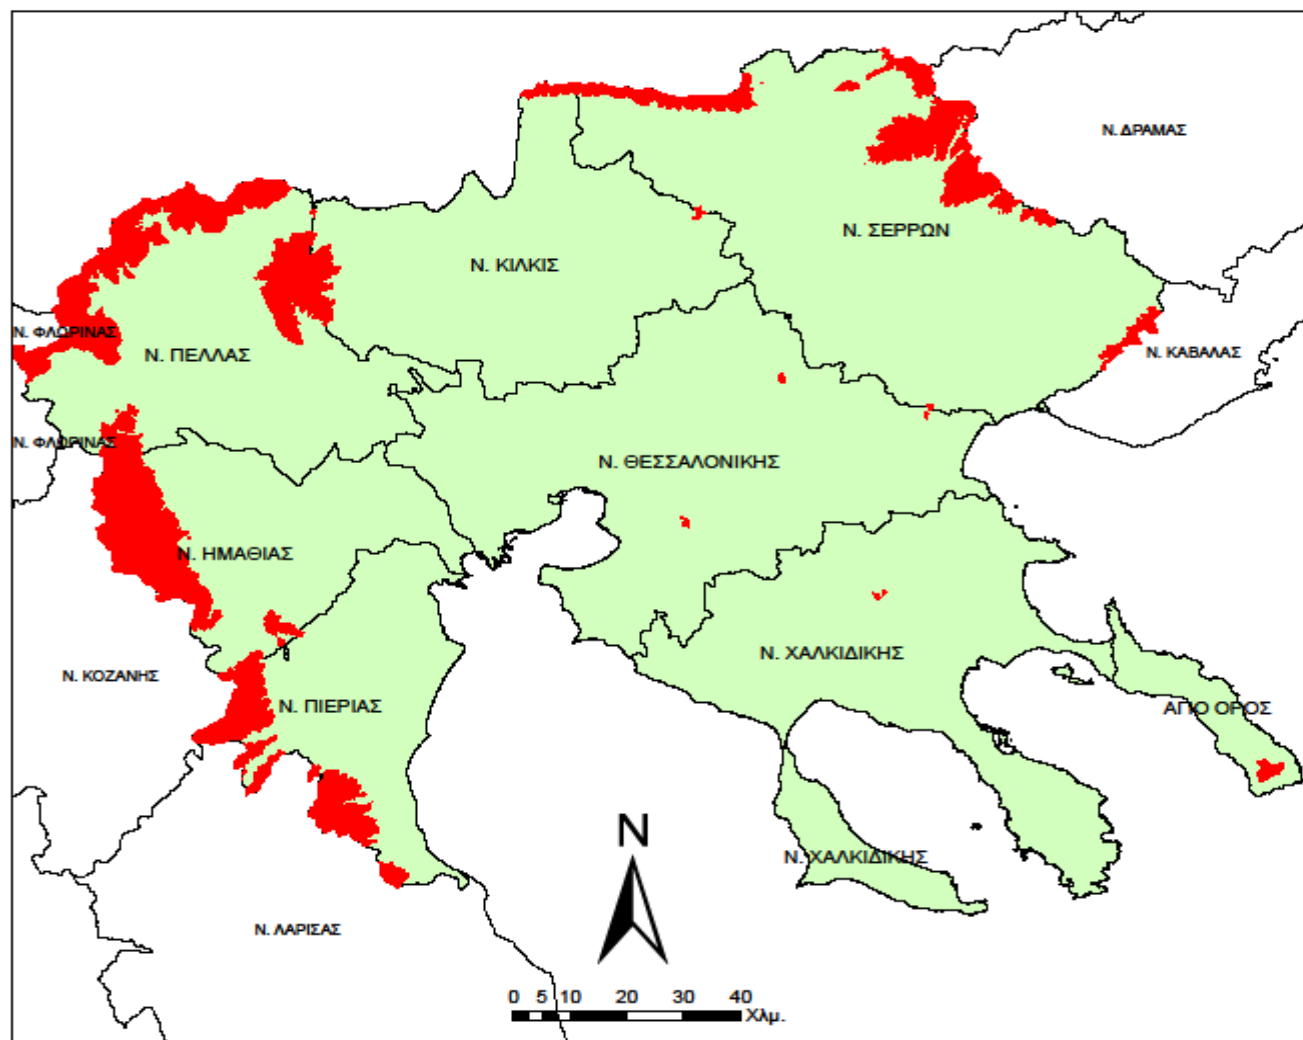 Ν. ΔΡΑΜΑΣ
Ν. ΣΕΡΡΩΝ
Ν. ΚΙΛΚΙΣ
Ν. ΦΛΩΡΙΝΑΣ
Ν. ΠΕΛΛΑΣ
Ν. ΚΑΒΑΛΑΣ
Ν. ΦΛΩΡΙΝΑΣ
Ν. ΘΕΣΣΑΛΟΝΙΚΗΣ
Ν. ΗΜΑΘΙΑΣ
Ν. ΧΑΛΚΙΔΙΚΗΣ
Ν. ΚΟΖΑΝΗΣ
Ν. ΠΙΕΡΙΑΣ
ΑΓΙΟ ΟΡΟΣ
N
Ν. ΧΑΛΚΙΔΙΚΗΣ
Ν. ΛΑΡΙΣΑΣ
0 5 10 20 30 40
Χλμ.